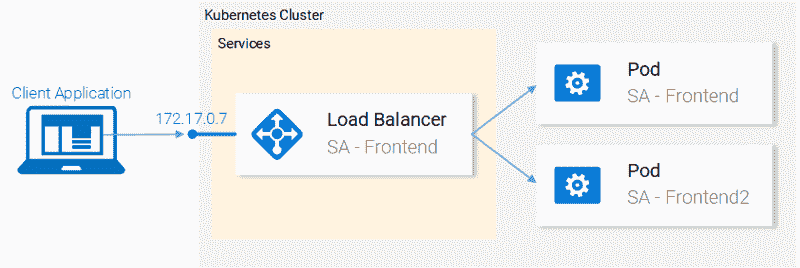 Kubernetes Cluster
Services
Client Application
172.17.0.7
Load Balancer
SA - Frontend
Pod
SA - Frontend
Pod
SA - Frontend2